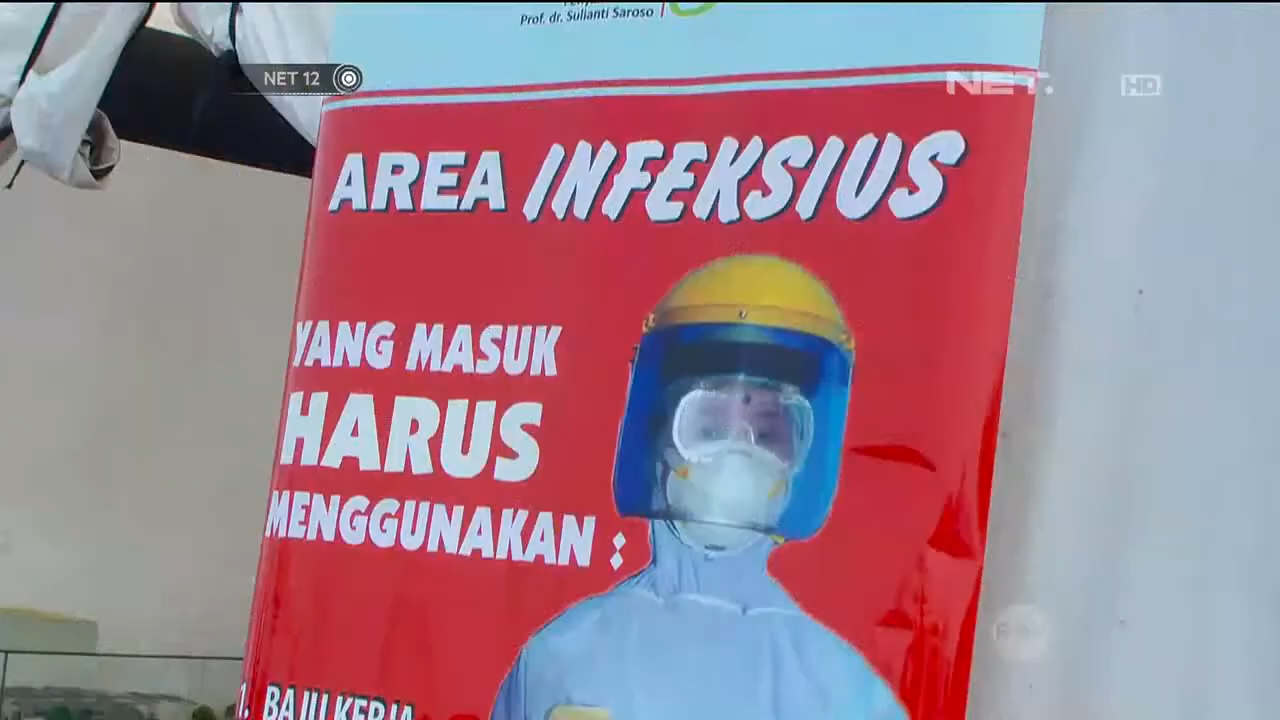 Prof. dr. Sulianti Saroso
NET 12
NET.
HD
AREA INFEKSIUS
YANG MASUK
HARUS
MENGGUNAKAN :
1. BAJU KERJA